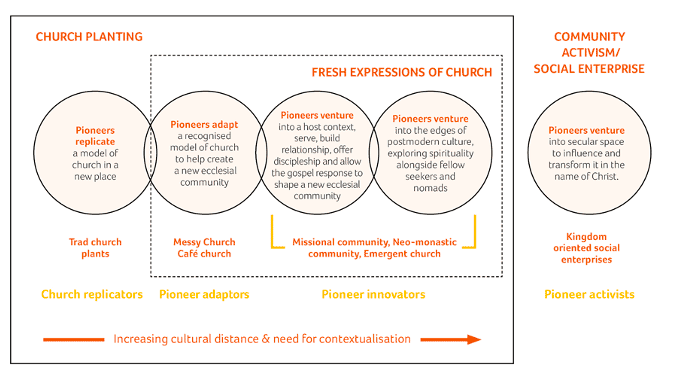 CHURCH PLANTING
COMMUNITY
ACTIVISM/
SOCIAL ENTERPRISE
FRESH EXPRESSIONS OF CHURCH
Pioneers
replicate
a model of
church in a
new place
Pioneers adapt
a recognised
model of church
to help create
a new ecclesial
community
Pioneers venture
into a host context,
serve, build
relationship, offer
discipleship and allow
the gospel response to
shape a new ecclesial
community
Pioneers venture
into the edges of
postmodern culture,
exploring spirituality
alongside fellow
seekers and
nomads
Pioneers venture
into secular space
to influence and
transform it in the
name of Christ.
Trad church
plants
Messy Church
Café church
Missional community, Neo-monastic
community, Emergent church
Kingdom
oriented social
enterprises
Church replicators
Pioneer adaptors
Pioneer innovators
Pioneer activists
Increasing cultural distance & need for contextualisation